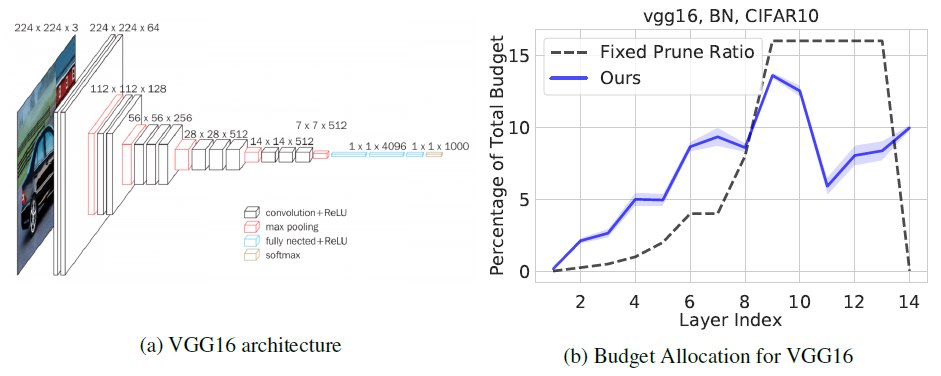 224 x 224 x 3
224 x 224 x 64
112 x 112 x 128
56 x 56 x 256
28 x 28 x 512
14 x 14 x 512
7 x 7 x 512
1 x 1 x 4096
1 x 1 x 1000
convolution+ReLU
max pooling
fully nected+ReLU
softmax
(a) VGG16 architecture
vgg16, BN, CIFAR10
Fixed Prune Ratio
Ours
Percentage of Total Budget
15
10
5
0
2 4 6 8 10 12 14
Layer Index
(b) Budget Allocation for VGG16